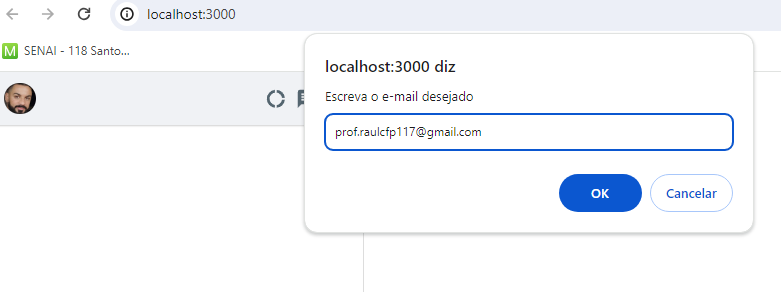 localhost:3000
M SENAI - 118 Santo...
localhost:3000 diz
Escreva o e-mail desejado
prof.raulcfp117@gmail.com
OK
Cancelar